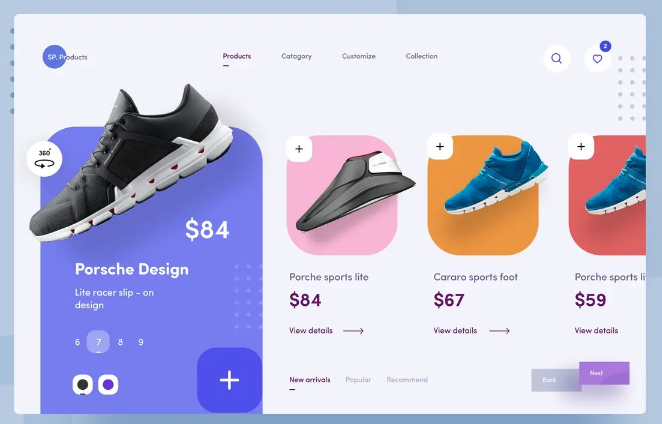 SP. Products
Products
Catagory
Customize
Collection
2
360°
$84
Porsche Design
Lite racer slip - on
design
6 7 8 9
Porche sports lite
$84
View details
Cararo sports foot
$67
View details
Porche sports li
$59
View details
New arrivals
Popular
Recommend
Back
Next